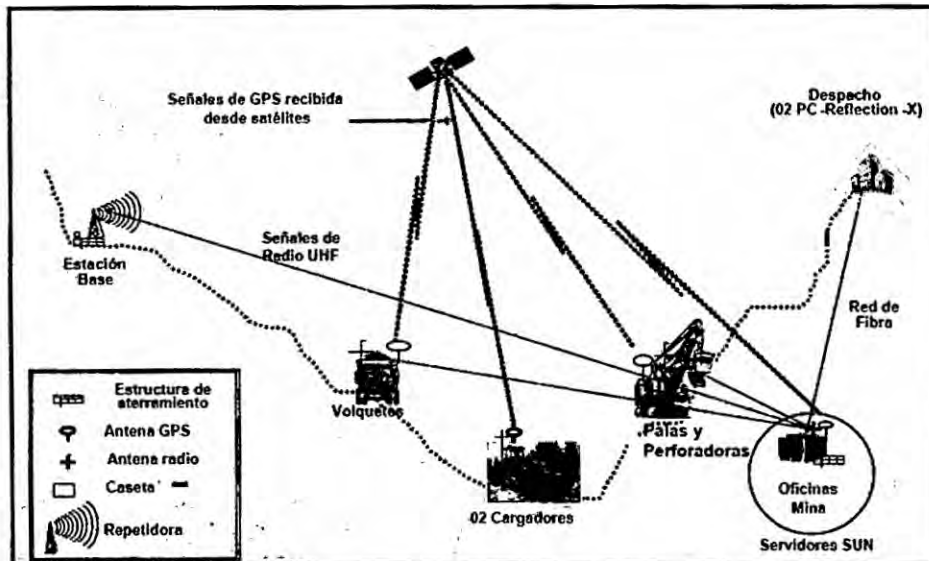 Señales de GPS recibida
desde satélites
Despacho
(02 PC -Reflection -X)
Señales de
Radio UHF
Estación
Base
Red de
Fibra
Volquetes
Palas y
Perforadoras
02 Cargadores
Oficinas
Mina
Servidores SUN
Estructura de
aterramiento
Antena GPS
Antena radio
Caseta
Repetidora